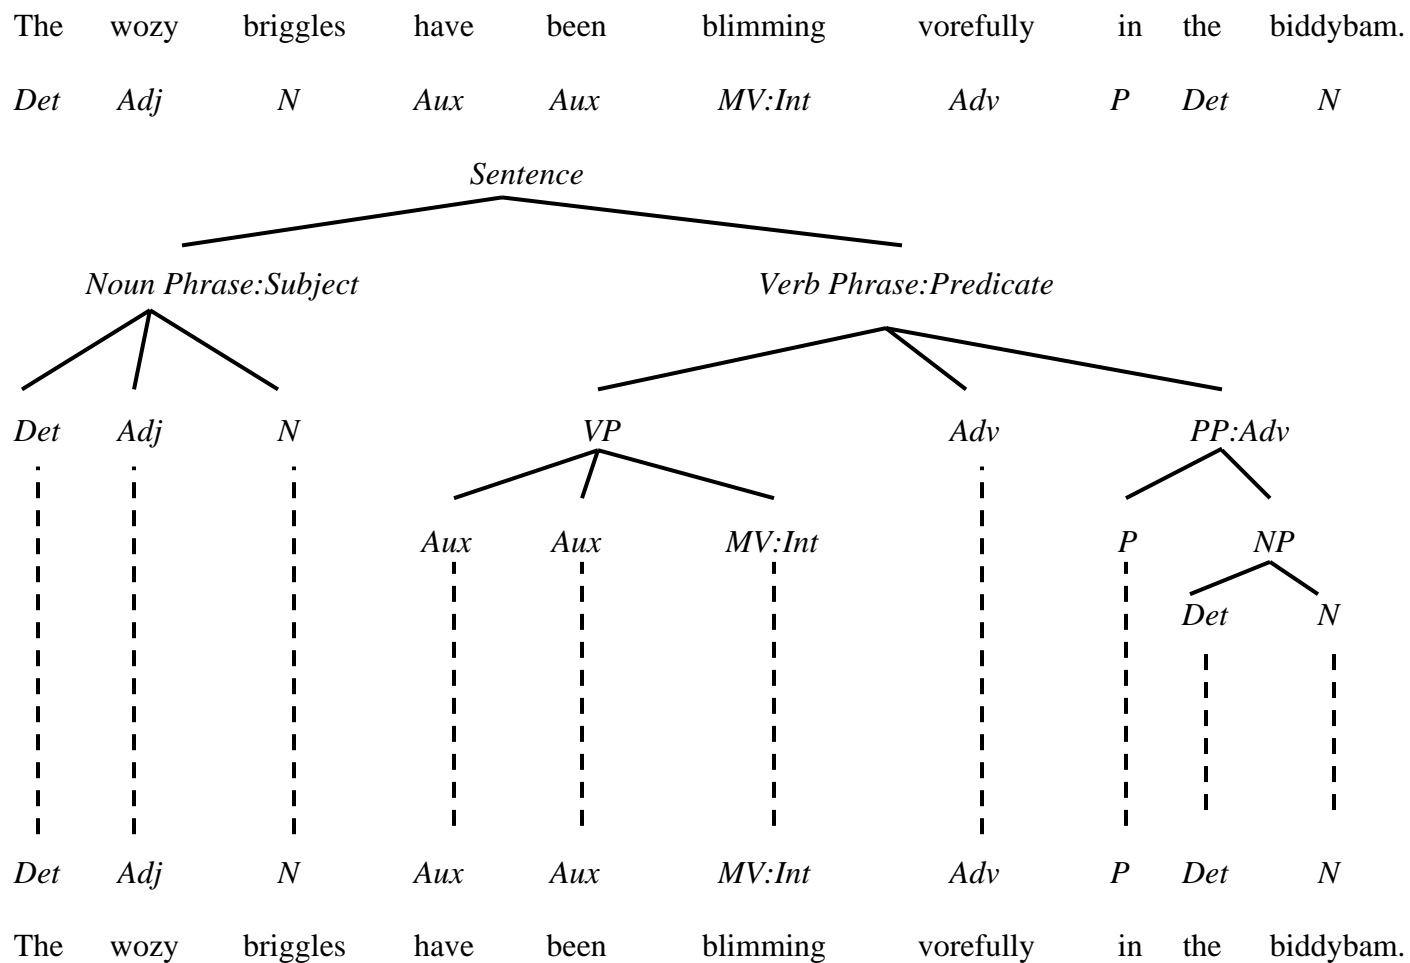 The wozy briggles have been blimming vorefully in the biddybam.
Det Adj N Aux Aux MV:Int Adv P Det N
Sentence
Noun Phrase:Subject Verb Phrase:Predicate
Det Adj N VP Adv PP:Adv
Aux Aux MV:Int P NP
Det N
Det Adj N Aux Aux MV:Int Adv P Det N
The wozy briggles have been blimming vorefully in the biddybam.